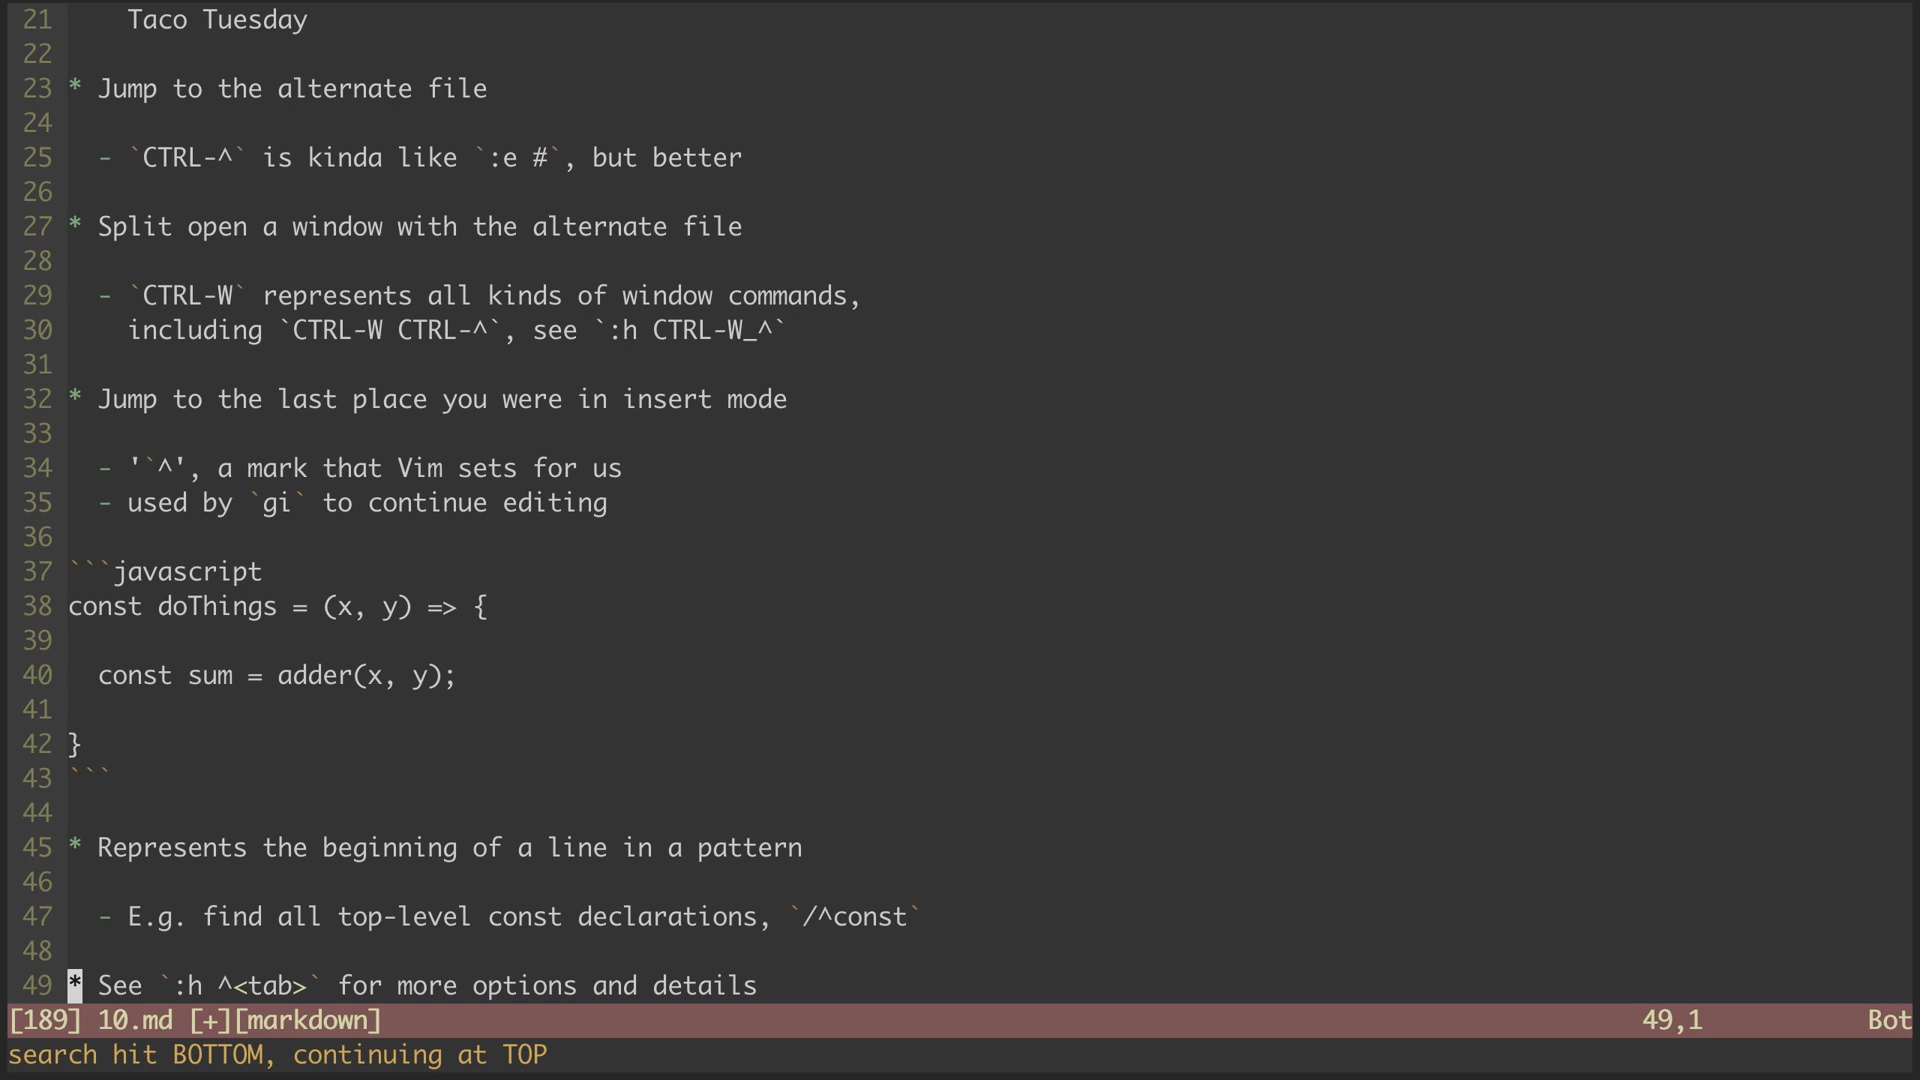 21     Taco Tuesday
22
23 * Jump to the alternate file
24
25   - `CTRL-^` is kinda like `:e #`, but better
26
27 * Split open a window with the alternate file
28
29   - `CTRL-W` represents all kinds of window commands,
30     including `CTRL-W CTRL-^`, see `:h CTRL-W_^`
31
32 * Jump to the last place you were in insert mode
33
34   - '`^', a mark that Vim sets for us
35   - used by `gi` to continue editing
36
37 ```javascript
38 const doThings = (x, y) => {
39
40   const sum = adder(x, y);
41
42 }
43 ```
44
45 * Represents the beginning of a line in a pattern
46
47   - E.g. find all top-level const declarations, `/^const`
48
49 * See `:h ^<tab>` for more options and details
[189] 10.md [+][markdown] 49,1 Bot
search hit BOTTOM, continuing at TOP